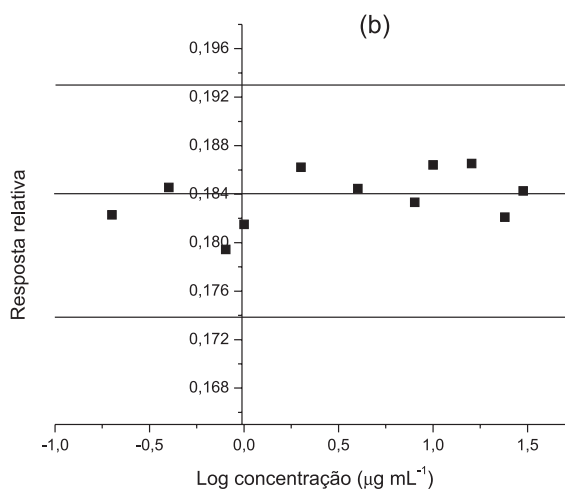 (b)
0,196
0,192
0,188
0,184
0,180
0,176
0,172
0,168
Resposta relativa
-1,0 -0,5 0,0 0,5 1,0 1,5
Log concentração (μg mL⁻¹)